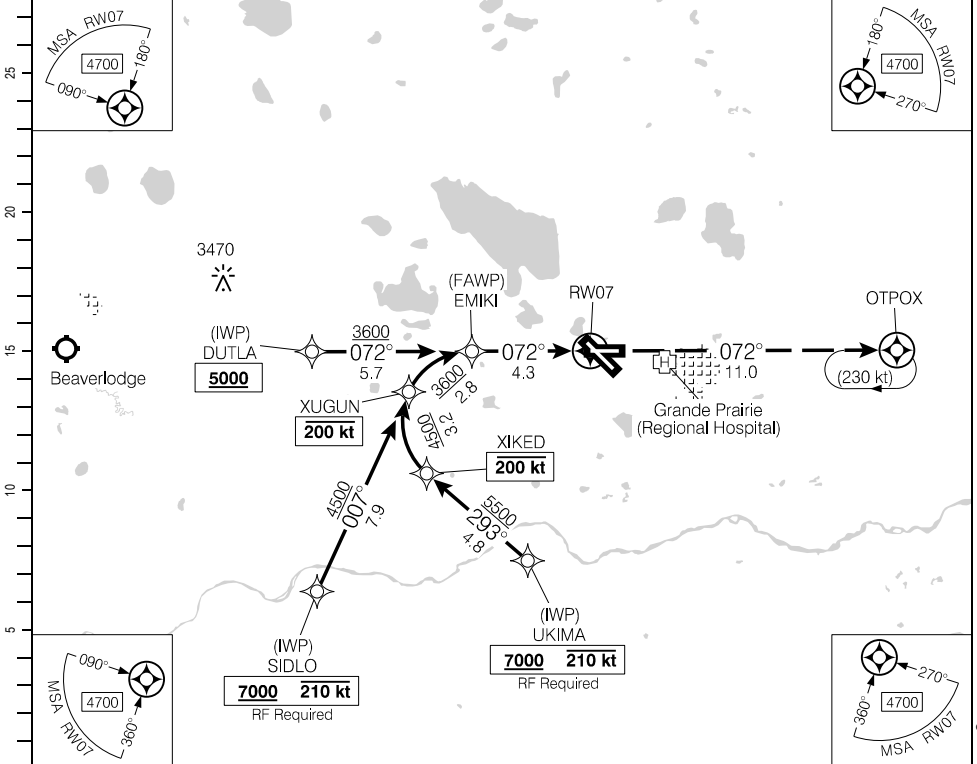 MSA RW07
4700
180°
090°
MSA RW07
4700
180°
270°
25
20
15
10
5
3470
(FAWP)
EMIKI
RW07
OTPOX
(IWP)
DUTLA
5000
3600
072°
5.7
072°
4.3
072°
11.0
(230 kt)
Beaverlodge
H
Grande Prairie
(Regional Hospital)
XUGUN
200 kt
3600
2.8
4500
3.2
XIKED
200 kt
4500
007°
7.9
5500
293°
4.8
(IWP)
SIDLO
7000 210 kt
RF Required
(IWP)
UKIMA
7000 210 kt
RF Required
090°
4700
360°
MSA RW07
270°
4700
360°
MSA RW07